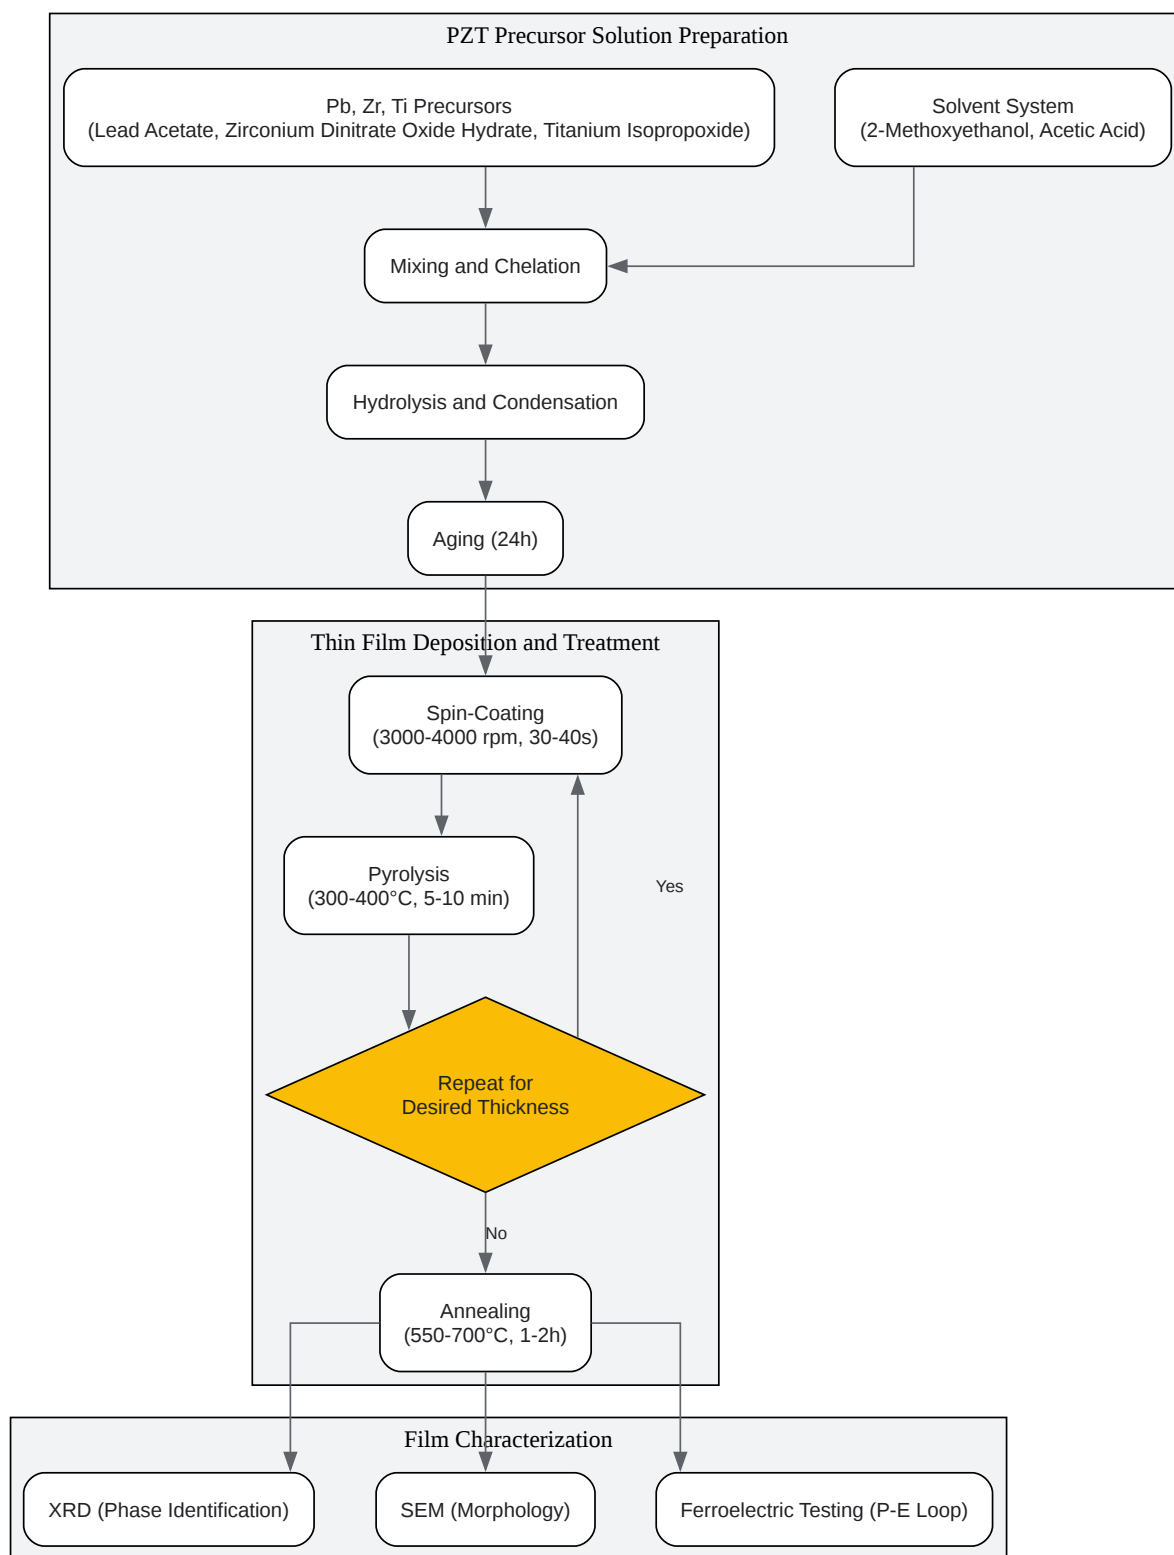 PZT Precursor Solution Preparation
Pb, Zr, Ti Precursors
(Lead Acetate, Zirconium Dinitrate Oxide Hydrate, Titanium Isopropoxide)
Solvent System
(2-Methoxyethanol, Acetic Acid)
Mixing and Chelation
Hydrolysis and Condensation
Aging (24h)
Thin Film Deposition and Treatment
Spin-Coating
(3000-4000 rpm, 30-40s)
Pyrolysis
(300-400°C, 5-10 min)
Yes
Repeat for
Desired Thickness
No
Annealing
(550-700°C, 1-2h)
Film Characterization
XRD (Phase Identification)
SEM (Morphology)
Ferroelectric Testing (P-E Loop)